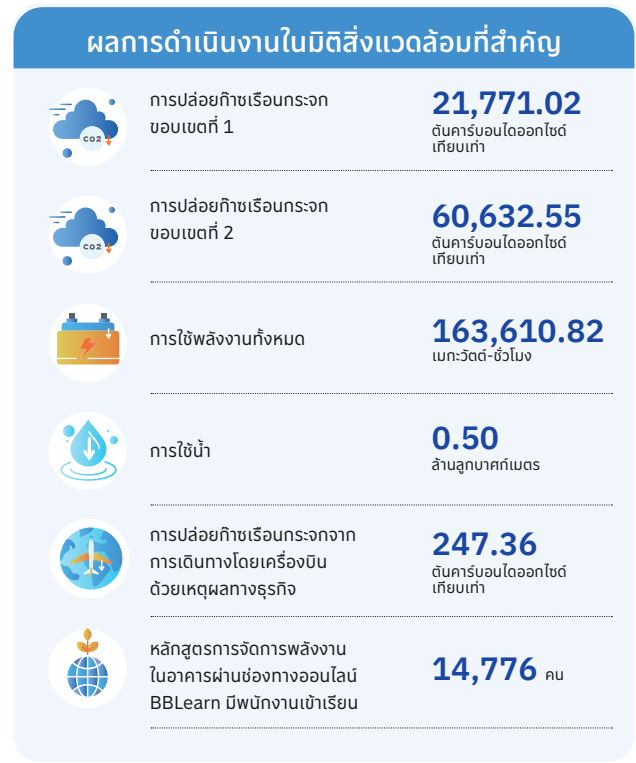 ผลการดำเนินงานในมิติสิ่งแวดล้อมที่สำคัญ
CO2
การปล่อยก๊าซเรือนกระจก
ขอบเขตที่ 1
21,771.02
ตันคาร์บอนไดออกไซด์
เทียบเท่า
CO2
การปล่อยก๊าซเรือนกระจก
ขอบเขตที่ 2
60,632.55
ตันคาร์บอนไดออกไซด์
เทียบเท่า
การใช้พลังงานทั้งหมด
163,610.82
เมกะวัตต์-ชั่วโมง
การใช้น้ำ
0.50
ล้านลูกบาศก์เมตร
การปล่อยก๊าซเรือนกระจกจาก
การเดินทางโดยเครื่องบิน
ด้วยเหตุผลทางธุรกิจ
247.36
ตันคาร์บอนไดออกไซด์
เทียบเท่า
หลักสูตรการจัดการพลังงาน
ในอาคารผ่านช่องทางออนไลน์
BBLearn มีพนักงานเข้าเรียน
14,776 คน